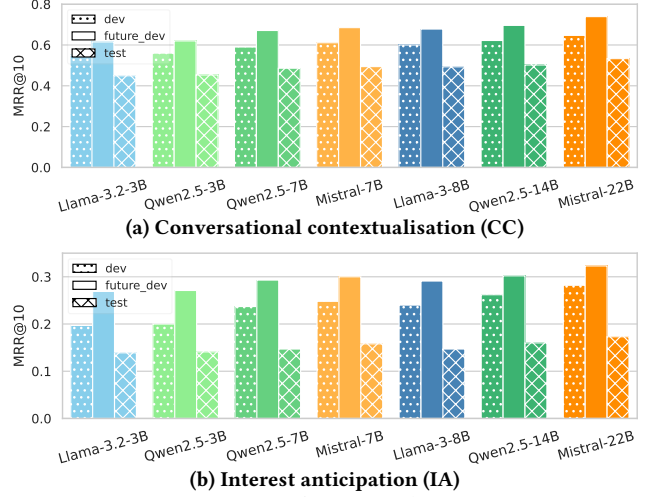 0.8
0.6
0.4
0.2
0.0
MRR@10
dev
future_dev
test
Llama-3.2-3B
Qwen2.5-3B
Qwen2.5-7B
Mistral-7B
Llama-3-8B
Qwen2.5-14B
Mistral-22B
(a) Conversational contextualisation (CC)
0.3
0.2
0.1
0.0
MRR@10
dev
future_dev
test
Llama-3.2-3B
Qwen2.5-3B
Qwen2.5-7B
Mistral-7B
Llama-3-8B
Qwen2.5-14B
Mistral-22B
(b) Interest anticipation (IA)